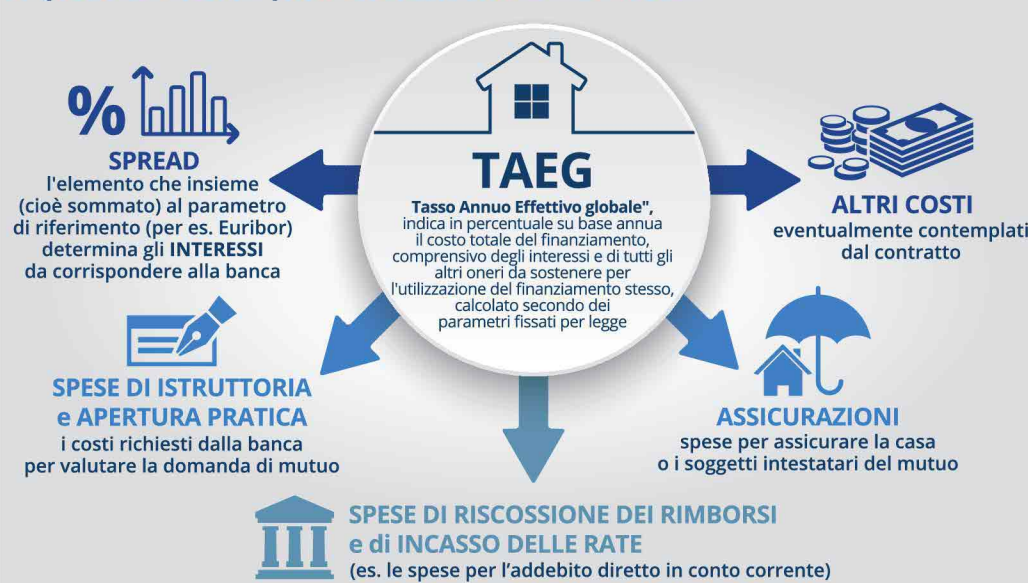 TAEG
Tasso Annuo Effettivo globale",
indica in percentuale su base annua
il costo totale del finanziamento,
comprensivo degli interessi e di tutti gli
altri oneri da sostenere per
l'utilizzazione del finanziamento stesso,
calcolato secondo dei
parametri fissati per legge
%
SPREAD
l'elemento che insieme
(cioè sommato) al parametro
di riferimento (per es. Euribor)
determina gli INTERESSI
da corrispondere alla banca
ALTRI COSTI
eventualmente contemplati
dal contratto
SPESE DI ISTRUTTORIA
e APERTURA PRATICA
i costi richiesti dalla banca
per valutare la domanda di mutuo
ASSICURAZIONI
spese per assicurare la casa
o i soggetti intestatari del mutuo
SPESE DI RISCOSSIONE DEI RIMBORSI
e di INCASSO DELLE RATE
(es. le spese per l’addebito diretto in conto corrente)